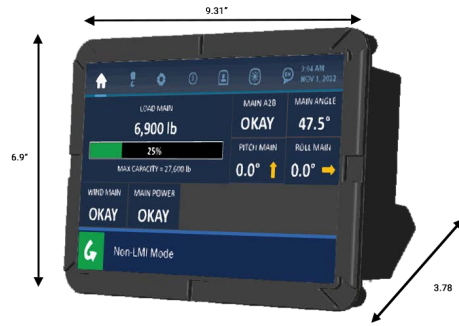 9.31"
6.9"
3.78
2:04 AM
NOV 1, 2022
LOAD MAIN
6,900 lb
25%
MAX CAPACITY = 27,600 lb
MAIN A2B
OKAY
MAIN ANGLE
47.5°
PITCH MAIN
0.0°
ROLL MAIN
0.0°
WIND MAIN
OKAY
MAIN POWER
OKAY
Non-LMI Mode